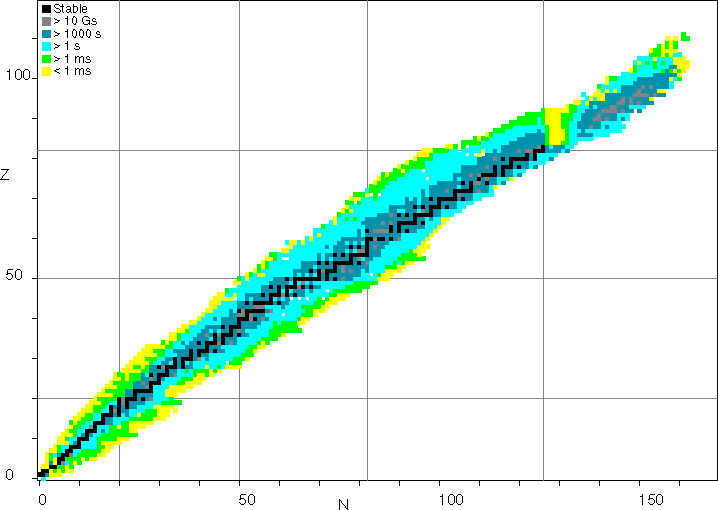 Stable
> 10 Gs
> 1000 s
> 1 s
> 1 ms
< 1 ms
100
Z
50
0
0 50 100 150
N